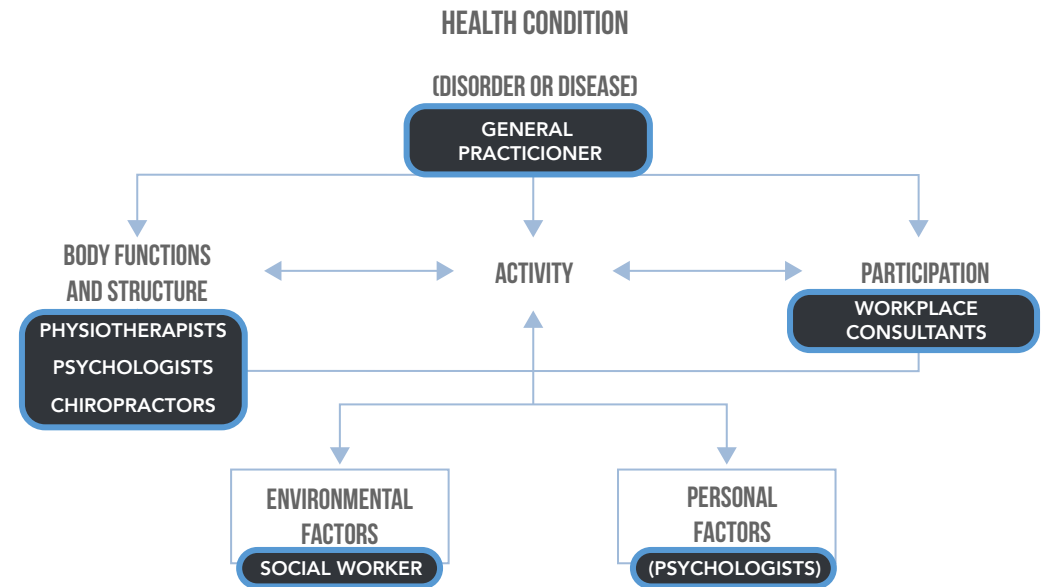 HEALTH CONDITION
(DISORDER OR DISEASE)
GENERAL
PRACTICIONER
BODY FUNCTIONS
AND STRUCTURE
PHYSIOTHERAPISTS
PSYCHOLOGISTS
CHIROPRACTORS
ACTIVITY
PARTICIPATION
WORKPLACE
CONSULTANTS
ENVIRONMENTAL
FACTORS
SOCIAL WORKER
PERSONAL
FACTORS
(PSYCHOLOGISTS)